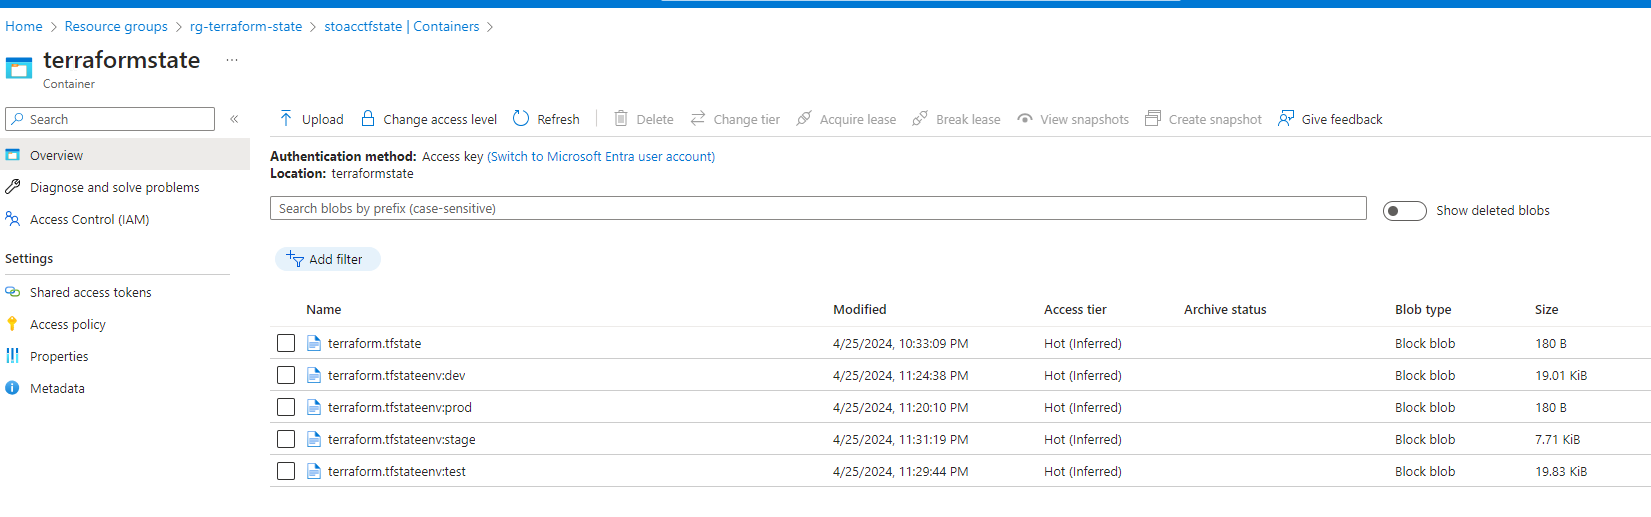 Home > Resource groups > rg-terraform-state > stoacctfstate | Containers >
terraformstate ...
Container
Search «
Upload Change access level Refresh Delete Change tier Acquire lease Break lease View snapshots Create snapshot Give feedback
Overview
Diagnose and solve problems
Access Control (IAM)
Settings
Shared access tokens
Access policy
Properties
Metadata
Authentication method: Access key (Switch to Microsoft Entra user account)
Location: terraformstate
Search blobs by prefix (case-sensitive)
Show deleted blobs
Add filter
Name Modified Access tier Archive status Blob type Size
terraform.tfstate 4/25/2024, 10:33:09 PM Hot (Inferred) Block blob 180 B
terraform.tfstateenv:dev 4/25/2024, 11:24:38 PM Hot (Inferred) Block blob 19.01 KiB
terraform.tfstateenv:prod 4/25/2024, 11:20:10 PM Hot (Inferred) Block blob 180 B
terraform.tfstateenv:stage 4/25/2024, 11:31:19 PM Hot (Inferred) Block blob 7.71 KiB
terraform.tfstateenv:test 4/25/2024, 11:29:44 PM Hot (Inferred) Block blob 19.83 KiB